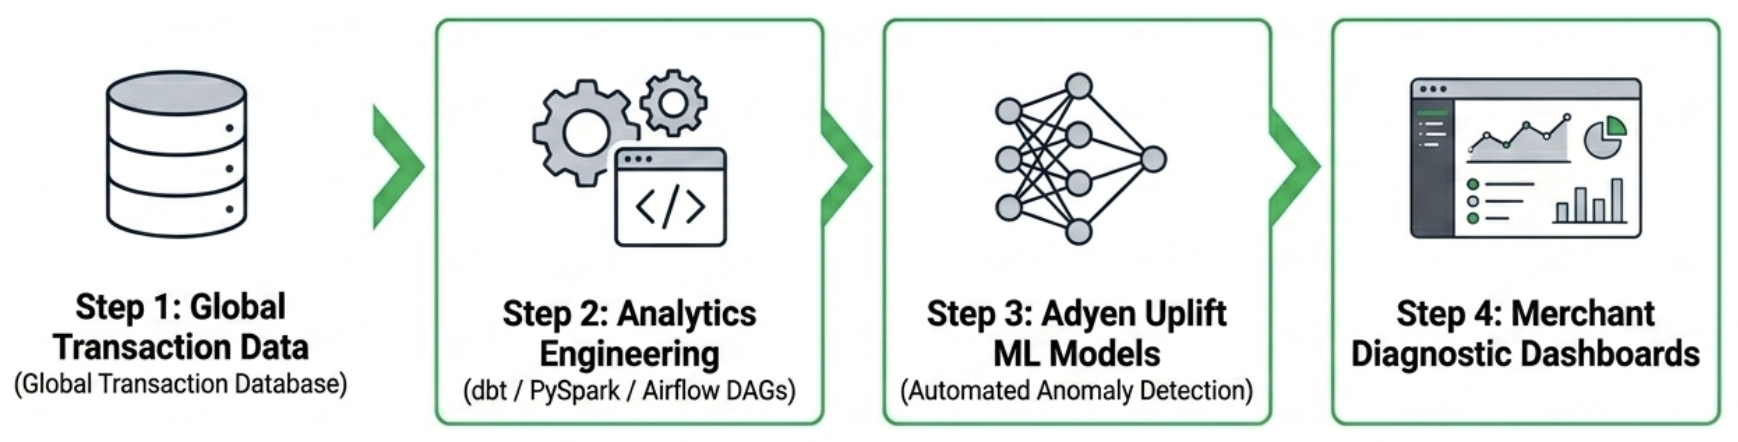 Step 1: Global
Transaction Data
(Global Transaction Database)
</>
Step 2: Analytics
Engineering
(dbt / PySpark / Airflow DAGs)
Step 3: Adyen Uplift
ML Models
(Automated Anomaly Detection)
Step 4: Merchant
Diagnostic Dashboards